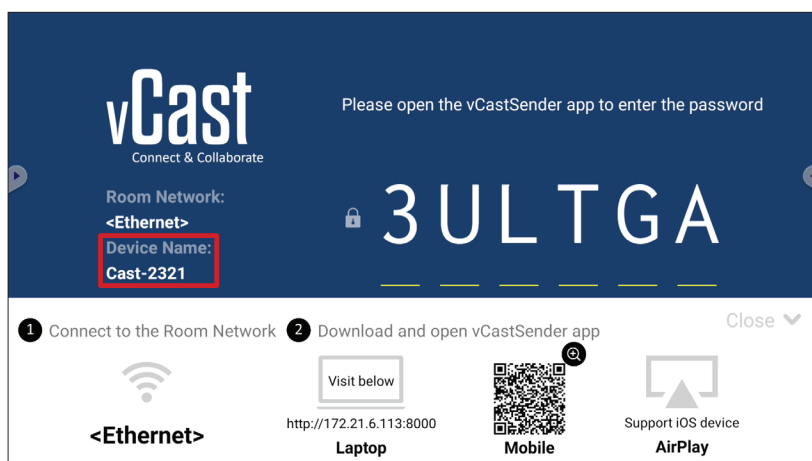 vCast
Connect & Collaborate
Please open the vCastSender app to enter the password
Room Network:
<Ethernet>
Device Name:
Cast-2321
3ULTGA
1 Connect to the Room Network
2 Download and open vCastSender app
Close
<Ethernet>
Visit below
http://172.21.6.113:8000
Laptop
Mobile
Support iOS device
AirPlay